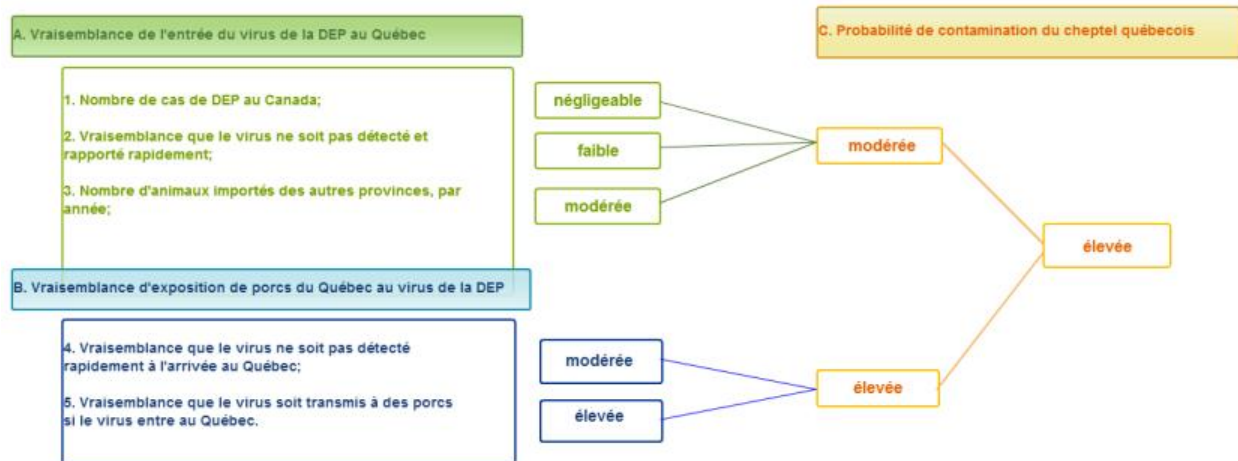 A. Vraisemblance de l'entrée du virus de la DEP au Québec
C. Probabilité de contamination du cheptel québecois
1. Nombre de cas de DEP au Canada;
négligeable
2. Vraisemblance que le virus ne soit pas détecté et
rapporté rapidement;
faible
modérée
3. Nombre d'animaux importés des autres provinces, par
année;
modérée
élevée
B. Vraisemblance d'exposition de porcs du Québec au virus de la DEP
4. Vraisemblance que le virus ne soit pas détecté
rapidement à l'arrivée au Québec;
modérée
élevée
5. Vraisemblance que le virus soit transmis à des porcs
si le virus entre au Québec.
élevée